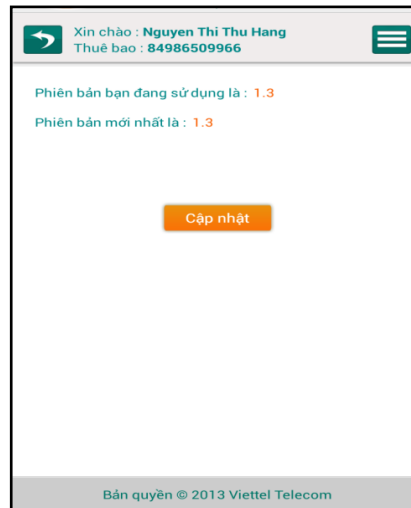 Xin chào : Nguyen Thi Thu Hang
Thuê bao : 84986509966
Phiên bản bạn đang sử dụng là : 1.3
Phiên bản mới nhất là : 1.3
Cập nhật
Bản quyền © 2013 Viettel Telecom